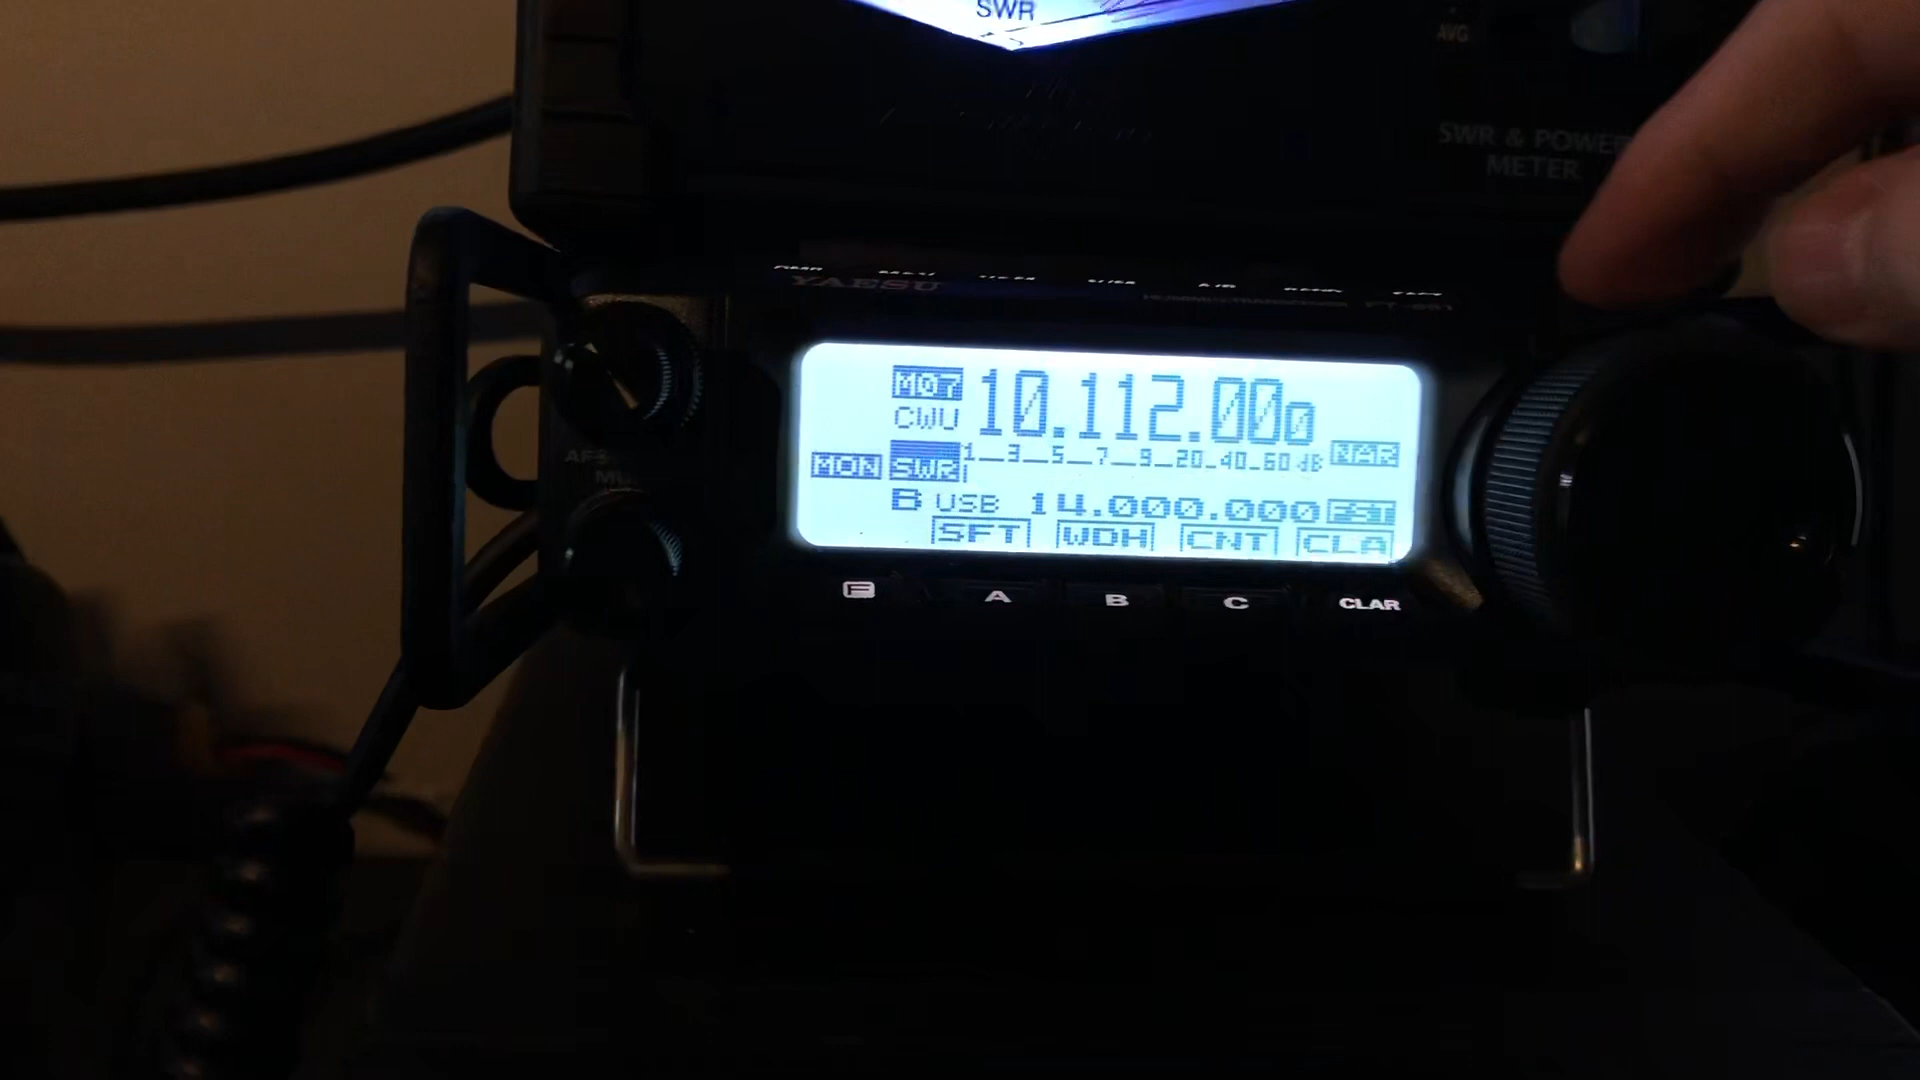 SWR
AVG
SWR & POWER
METER
YAESU
M07 10.112.000
CWU
1 3 5 7 9 20 40 60 dB NAR
MON SWR
B USB 14.000.000 FST
SFT WDH CNT CLA
F A B C CLAR